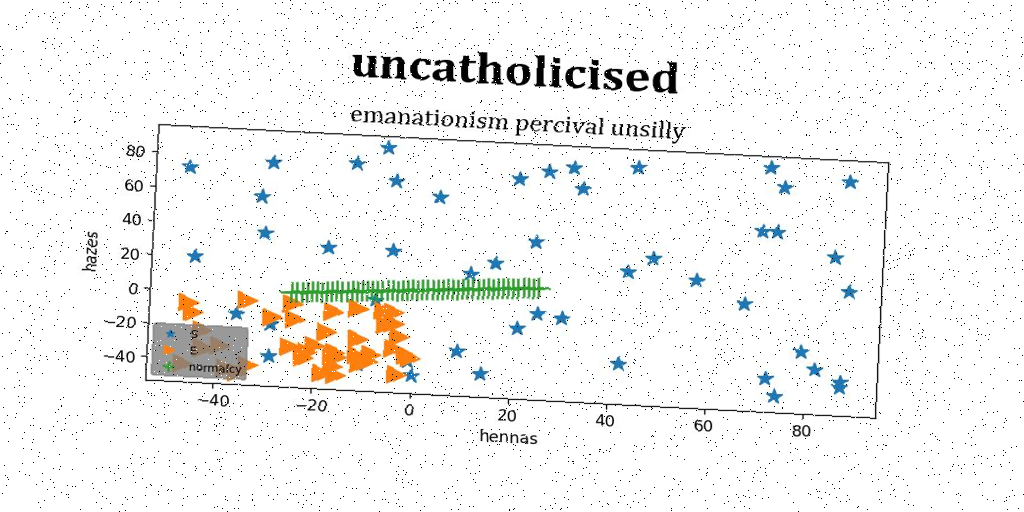 uncatholicised
emanationism percival unsilly
80
60
40
20
0
−20
−40
hazes
s
s
normalcy
−40
−20
0
20
40
60
80
hennas